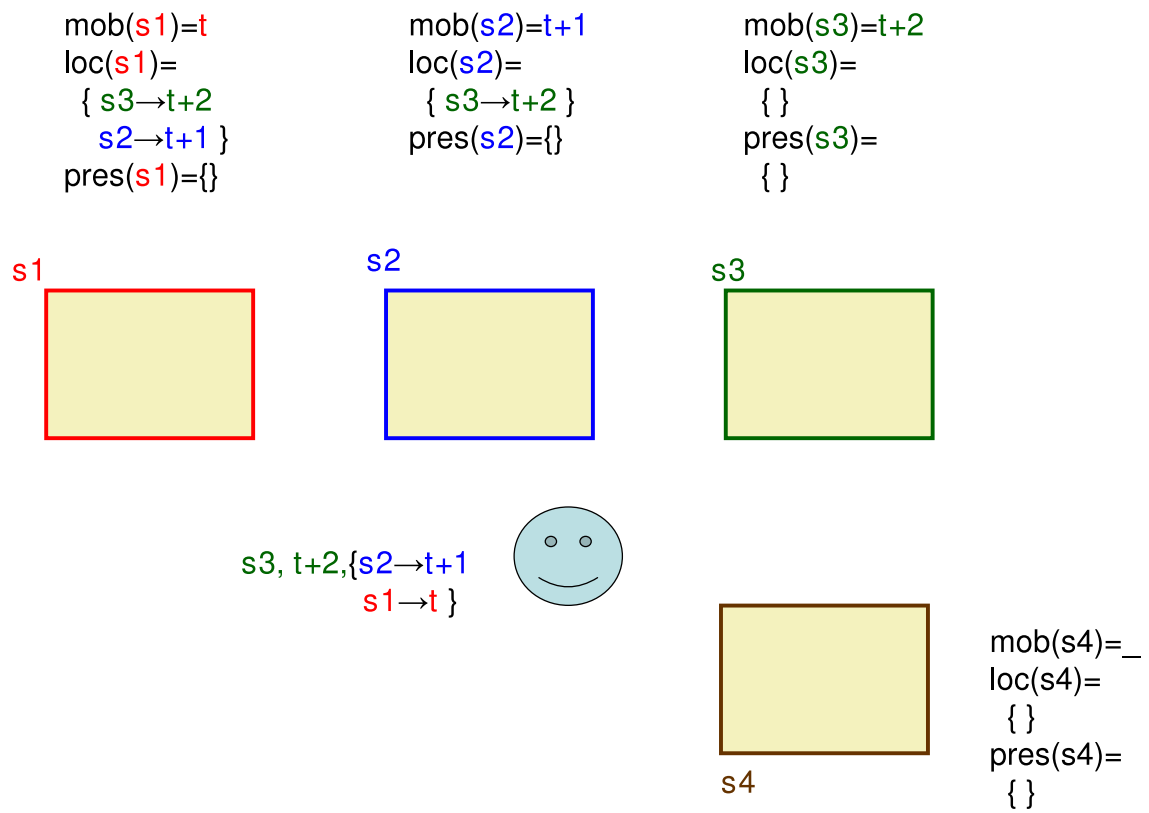 mob(s1)=t
loc(s1)=
{ s3→t+2
s2→t+1 }
pres(s1)={}
mob(s2)=t+1
loc(s2)=
{ s3→t+2 }
pres(s2)={}
mob(s3)=t+2
loc(s3)=
{ }
pres(s3)=
{ }
s1
s2
s3
s3, t+2,{s2→t+1
s1→t }
mob(s4)=_
loc(s4)=
{ }
pres(s4)=
{ }
s4